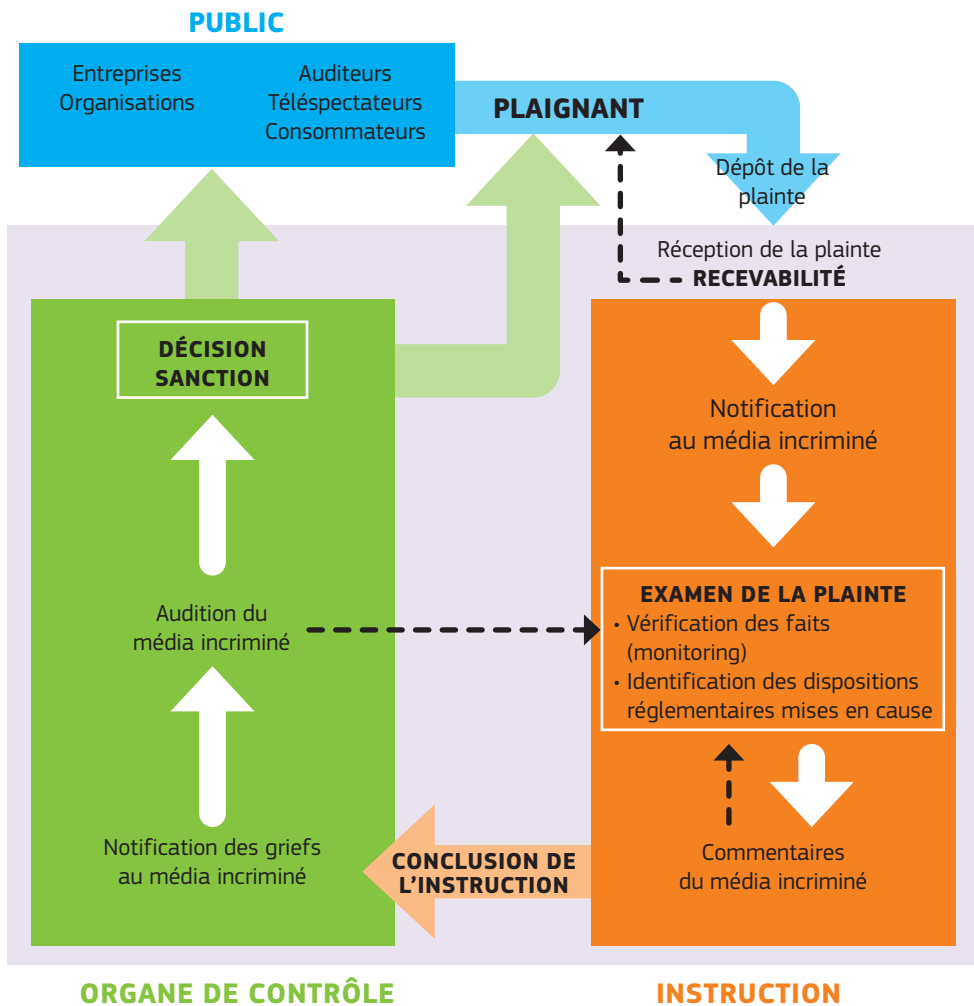 PUBLIC
Entreprises
Organisations
Auditeurs
Téléspectateurs
Consommateurs
PLAIGNANT
Dépôt de la
plainte
Réception de la plainte
RECEVABILITÉ
Notification
au média incriminé
EXAMEN DE LA PLAINTE
• Vérification des faits
(monitoring)
• Identification des dispositions
réglementaires mises en cause
Commentaires
du média incriminé
CONCLUSION DE
L'INSTRUCTION
Notification des griefs
au média incriminé
Audition du
média incriminé
DÉCISION
SANCTION
ORGANE DE CONTRÔLE
INSTRUCTION